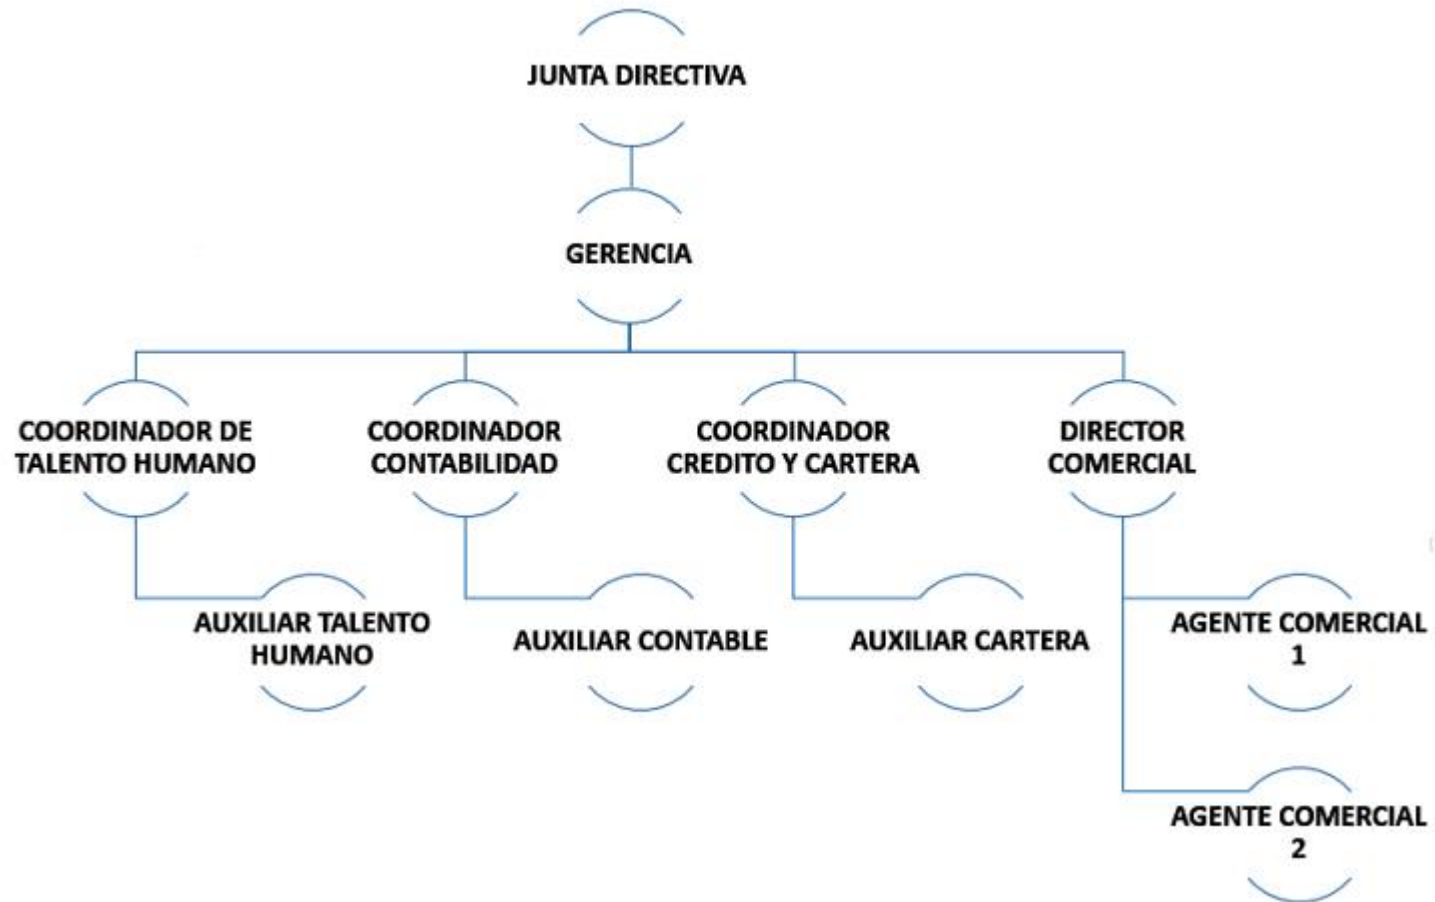 JUNTA DIRECTIVA
GERENCIA
COORDINADOR DE
TALENTO HUMANO
COORDINADOR
CONTABILIDAD
COORDINADOR
CREDITO Y CARTERA
DIRECTOR
COMERCIAL
AUXILIAR TALENTO
HUMANO
AUXILIAR CONTABLE
AUXILIAR CARTERA
AGENTE COMERCIAL
1
AGENTE COMERCIAL
2